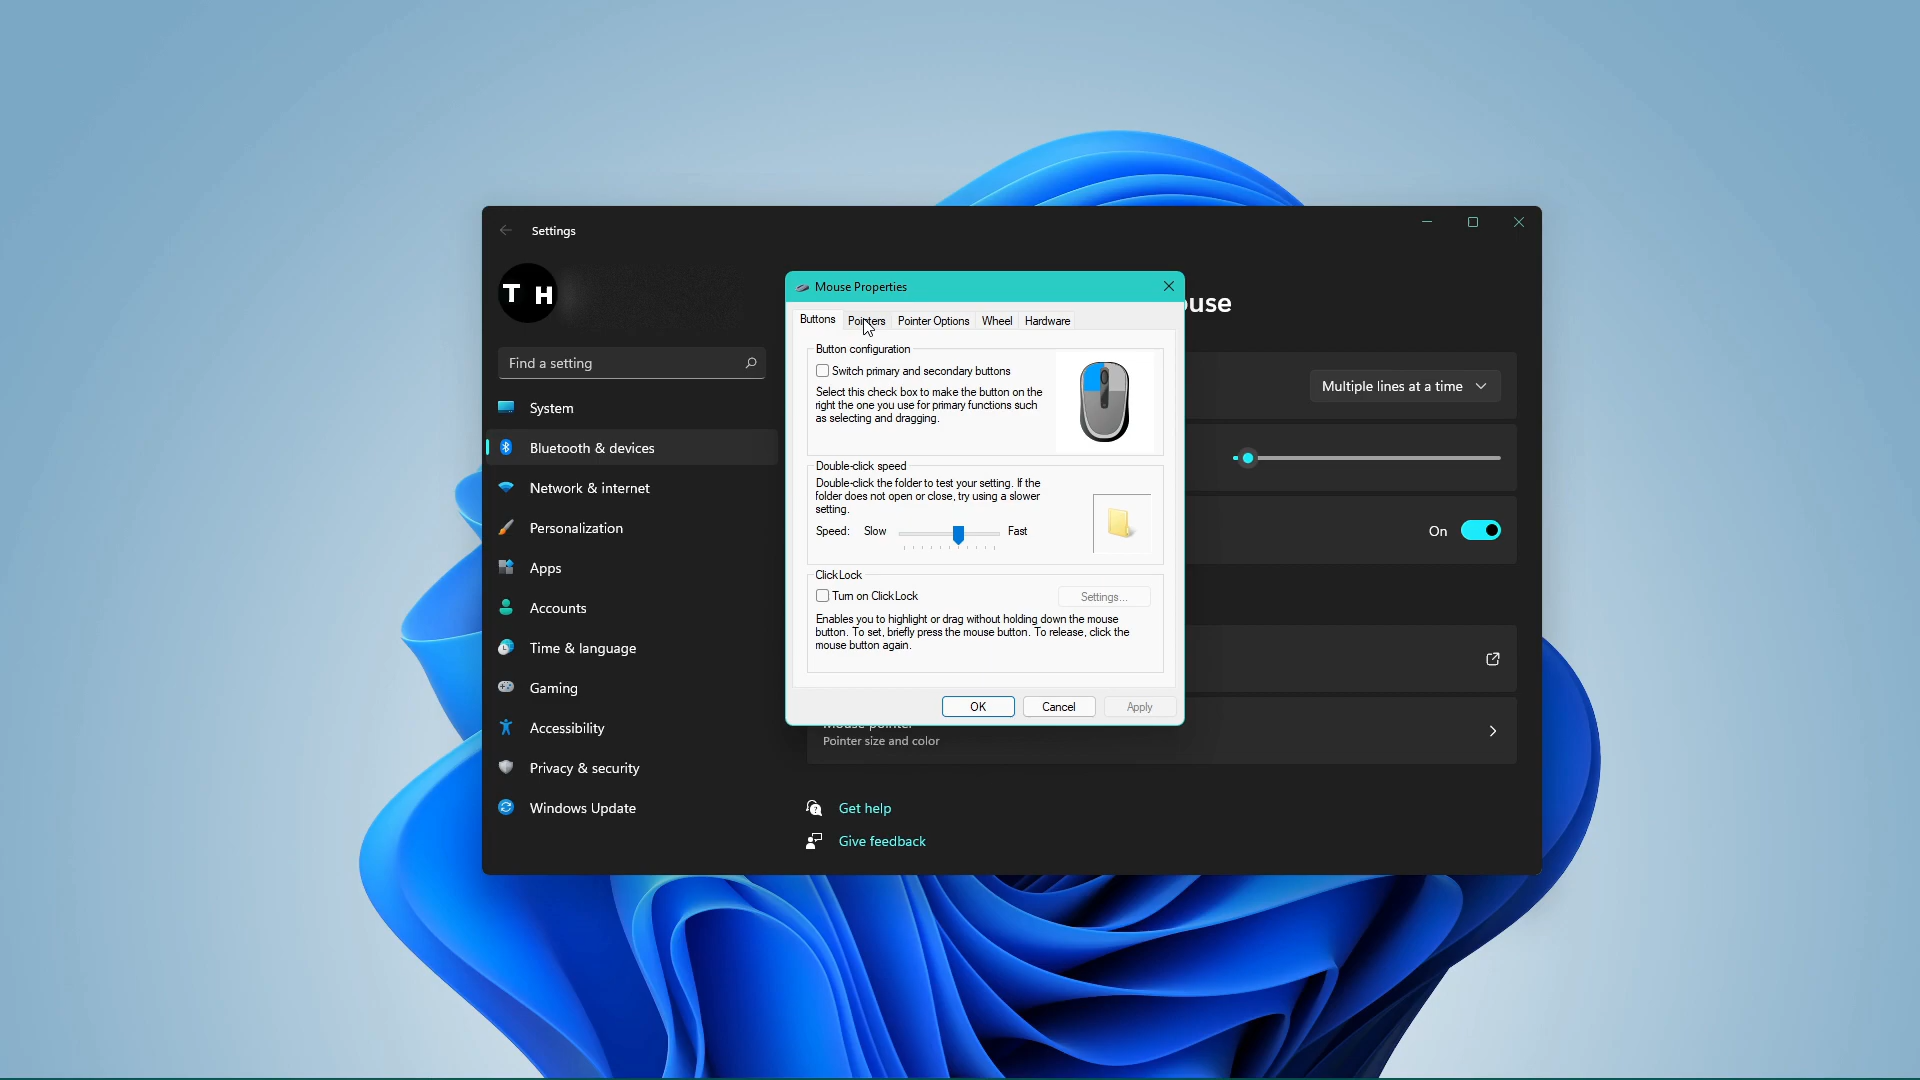 Settings
T H
Find a setting
System
Bluetooth & devices
Network & internet
Personalization
Apps
Accounts
Time & language
Gaming
Accessibility
Privacy & security
Windows Update
Mouse Properties
Buttons
Pointers
Pointer Options
Wheel
Hardware
Button configuration
Switch primary and secondary buttons
Select this check box to make the button on the
right the one you use for primary functions such
as selecting and dragging.
Double-click speed
Double-click the folder to test your setting. If the
folder does not open or close, try using a slower
setting.
Speed: Slow Fast
ClickLock
Turn on ClickLock
Settings...
Enables you to highlight or drag without holding down the mouse
button. To set, briefly press the mouse button. To release, click the
mouse button again.
OK
Cancel
Apply
ouse
Multiple lines at a time
On
Mouse pointer
Pointer size and color
Get help
Give feedback